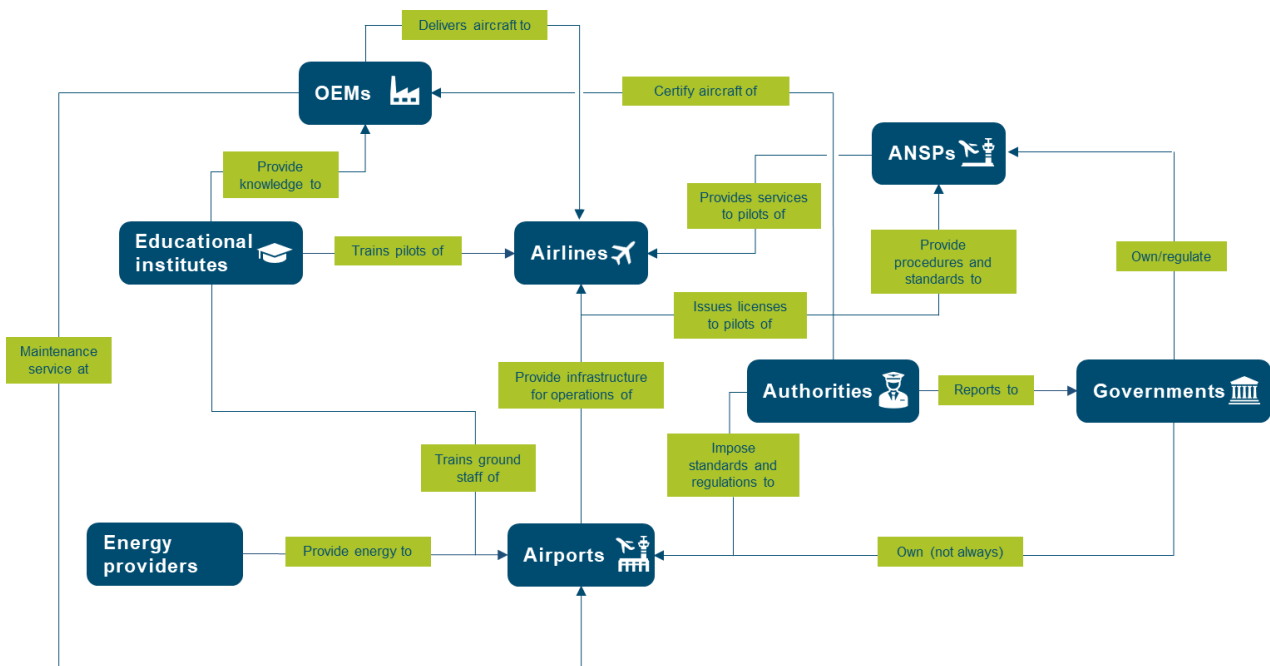 Delivers aircraft to
OEMs
Certify aircraft of
ANSPs
Provide
knowledge to
Provides services
to pilots of
Educational
institutes
Trains pilots of
Airlines
Provide
procedures and
standards to
Own/regulate
Issues licenses
to pilots of
Maintenance
service at
Provide infrastructure
for operations of
Authorities
Reports to
Governments
Trains ground
staff of
Impose
standards and
regulations to
Energy
providers
Provide energy to
Airports
Own (not always)